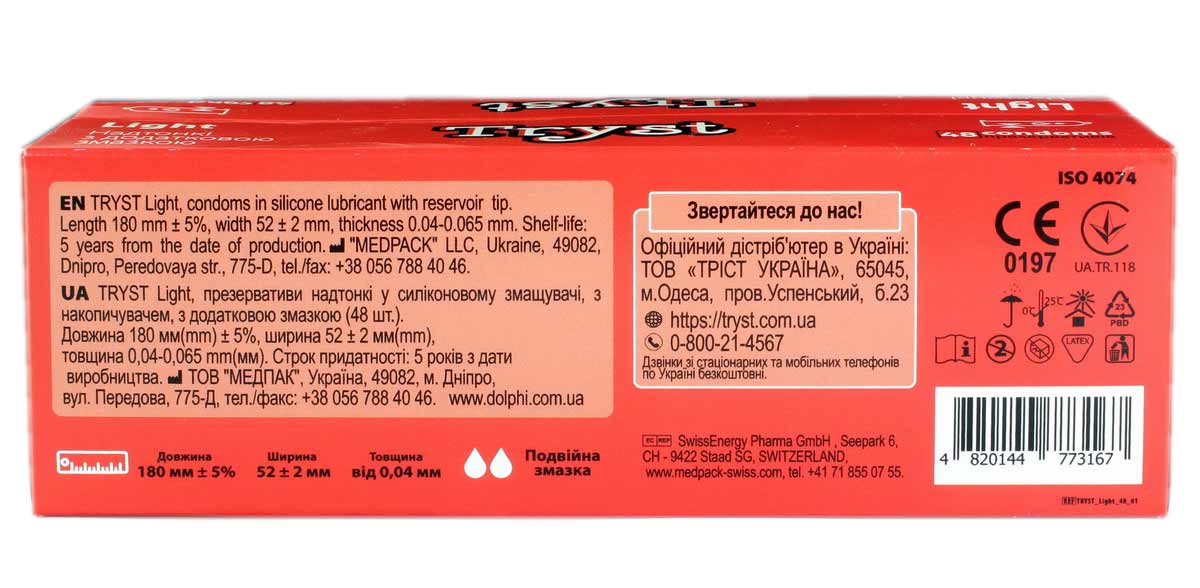 48 cond
Tryst
Light
Light
Надтонкі
з додатковою
змазкою
Tryst
48 condoms
ISO 4074
EN TRYST Light, condoms in silicone lubricant with reservoir tip.
Length 180 mm ± 5%, width 52 ± 2 mm, thickness 0.04-0.065 mm. Shelf-life:
5 years from the date of production. "MEDPACK" LLC, Ukraine, 49082,
Dnipro, Peredovaya str., 775-D, tel./fax: +38 056 788 40 46.
UA TRYST Light, презервативи надтонкі у силіконовому змащувачі, з
накопичувачем, з додатковою змазкою (48 шт.).
Довжина 180 мм(mm) ± 5%, ширина 52 ± 2 мм(mm),
товщина 0,04-0,065 mm(мм). Строк придатності: 5 років з дати
виробництва. ТОВ "МЕДПАК", Україна, 49082, м. Дніпро,
вул. Передова, 775-Д, тел./факс: +38 056 788 40 46. www.dolphi.com.ua
Звертайтеся до нас!
Офіційний дістріб'ютер в Україні:
ТОВ «ТРІСТ УКРАЇНА», 65045,
м.Одеса, пров.Успенський, б.23
https://tryst.com.ua
0-800-21-4567
Дзвінки зі стаціонарних та мобільних телефонів
по Україні безкоштовні.
CE
0197
UA.TR.118
0°C
25°C
23
PBD
2
LATEX
Довжина
180 мм ± 5%
Ширина
52 ± 2 мм
Товщина
від 0,04 мм
Подвійна
змазка
EC REP SwissEnergy Pharma GmbH , Seepark 6,
CH - 9422 Staad SG, SWITZERLAND,
www.medpack-swiss.com, tel. +41 71 855 07 55.
4 820144 773167
REF TRYST_Light_48_01